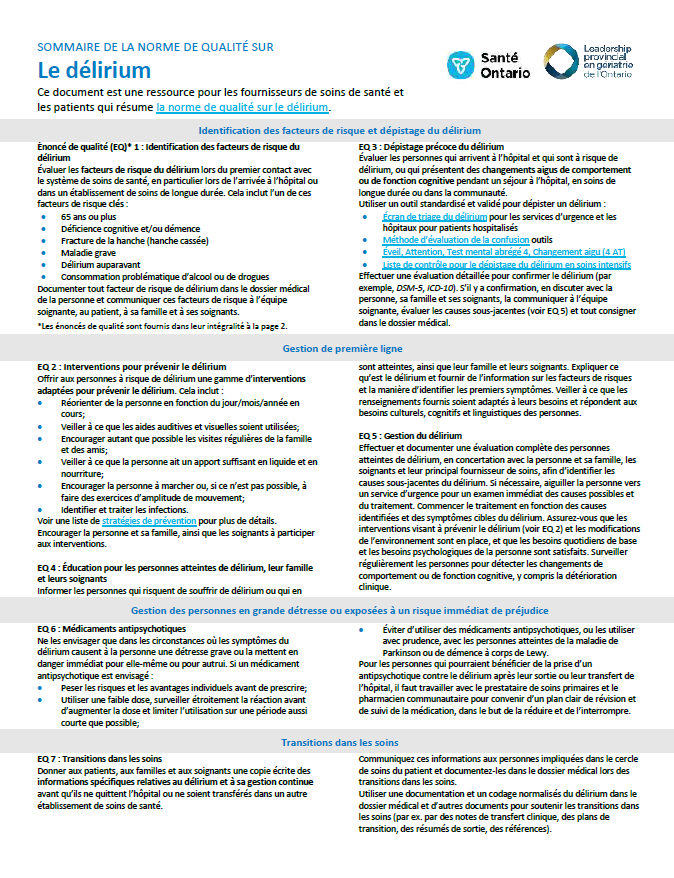 SOMMAIRE DE LA NORME DE QUALITÉ SUR
Le délirium
Ce document est une ressource pour les fournisseurs de soins de santé et
les patients qui résume la norme de qualité sur le délirium.
Santé
Ontario
Leadership
provincial
en gériatrie
de l'Ontario
Identification des facteurs de risque et dépistage du délirium
Énoncé de qualité (EQ)* 1 : Identification des facteurs de risque du
délirium
Évaluer les facteurs de risque du délirium lors du premier contact avec
le système de soins de santé, en particulier lors de l'arrivée à l'hôpital ou
dans un établissement de soins de longue durée. Cela inclut l'un de ces
facteurs de risque clés :
• 65 ans ou plus
• Déficience cognitive et/ou démence
• Fracture de la hanche (hanche cassée)
• Maladie grave
• Délirium auparavant
• Consommation problématique d'alcool ou de drogues
Documenter tout facteur de risque de délirium dans le dossier médical
de la personne et communiquer ces facteurs de risque à l'équipe
soignante, au patient, à sa famille et à ses soignants.
*Les énoncés de qualité sont fournis dans leur intégralité à la page 2.
EQ 3 : Dépistage précoce du délirium
Évaluer les personnes qui arrivent à l'hôpital et qui sont à risque de
délirium, ou qui présentent des changements aigus de comportement
ou de fonction cognitive pendant un séjour à l'hôpital, en soins de
longue durée ou dans la communauté.
Utiliser un outil standardisé et validé pour dépister un délirium :
• Écran de triage du délirium pour les services d'urgence et les
hôpitaux pour patients hospitalisés
• Méthode d'évaluation de la confusion outils
• Éveil, Attention, Test mental abrégé 4, Changement aigu (4 AT)
• Liste de contrôle pour le dépistage du délirium en soins intensifs
Effectuer une évaluation détaillée pour confirmer le délirium (par
exemple, DSM-5, ICD-10). S'il y a confirmation, en discuter avec la
personne, sa famille et ses soignants, la communiquer à l'équipe
soignante, évaluer les causes sous-jacentes (voir EQ 5) et tout consigner
dans le dossier médical.
Gestion de première ligne
EQ 2 : Interventions pour prévenir le délirium
Offrir aux personnes à risque de délirium une gamme d'interventions
adaptées pour prévenir le délirium. Cela inclut :
• Réorienter de la personne en fonction du jour/mois/année en
cours;
• Veiller à ce que les aides auditives et visuelles soient utilisées;
• Encourager autant que possible les visites régulières de la famille
et des amis;
• Veiller à ce que la personne ait un apport suffisant en liquide et en
nourriture;
• Encourager la personne à marcher ou, si ce n'est pas possible, à
faire des exercices d'amplitude de mouvement;
• Identifier et traiter les infections.
Voir une liste de stratégies de prévention pour plus de détails.
Encourager la personne et sa famille, ainsi que les soignants à participer
aux interventions.
EQ 4 : Éducation pour les personnes atteintes de délirium, leur famille
et leurs soignants
Informer les personnes qui risquent de souffrir de délirium ou qui en
sont atteintes, ainsi que leur famille et leurs soignants. Expliquer ce
qu'est le délirium et fournir de l'information sur les facteurs de risques
et la manière d'identifier les premiers symptômes. Veiller à ce que les
renseignements fournis soient adaptés à leurs besoins et répondent aux
besoins culturels, cognitifs et linguistiques des personnes.
EQ 5 : Gestion du délirium
Effectuer et documenter une évaluation complète des personnes
atteintes de délirium, en concertation avec la personne et sa famille, les
soignants et leur principal fournisseur de soins, afin d'identifier les
causes sous-jacentes du délirium. Si nécessaire, aiguiller la personne vers
un service d'urgence pour un examen immédiat des causes possibles et
du traitement. Commencer le traitement en fonction des causes
identifiées et des symptômes cibles du délirium. Assurez-vous que les
interventions visant à prévenir le délirium (voir EQ 2) et les modifications
de l'environnement sont en place, et que les besoins quotidiens de base
et les besoins psychologiques de la personne sont satisfaits. Surveiller
régulièrement les personnes pour détecter les changements de
comportement ou de fonction cognitive, y compris la détérioration
clinique.
Gestion des personnes en grande détresse ou exposées à un risque immédiat de préjudice
EQ 6 : Médicaments antipsychotiques
Ne les envisager que dans les circonstances où les symptômes du
délirium causent à la personne une détresse grave ou la mettent en
danger immédiat pour elle-même ou pour autrui. Si un médicament
antipsychotique est envisagé :
• Peser les risques et les avantages individuels avant de prescrire;
• Utiliser une faible dose, surveiller étroitement la réaction avant
d'augmenter la dose et limiter l'utilisation sur une période aussi
courte que possible;
• Éviter d'utiliser des médicaments antipsychotiques, ou les utiliser
avec prudence, avec les personnes atteintes de la maladie de
Parkinson ou de démence à corps de Lewy.
Pour les personnes qui pourraient bénéficier de la prise d'un
antipsychotique contre le délirium après leur sortie ou leur transfert de
l'hôpital, il faut travailler avec le prestataire de soins primaires et le
pharmacien communautaire pour convenir d'un plan clair de révision et
de suivi de la médication, dans le but de la réduire et de l'interrompre.
Transitions dans les soins
EQ 7 : Transitions dans les soins
Donner aux patients, aux familles et aux soignants une copie écrite des
informations spécifiques relatives au délirium et à sa gestion continue
avant qu'ils ne quittent l'hôpital ou ne soient transférés dans un autre
établissement de soins de santé.
Communiquez ces informations aux personnes impliquées dans le cercle
de soins du patient et documentez-les dans le dossier médical lors des
transitions dans les soins.
Utiliser une documentation et un codage normalisés du délirium dans le
dossier médical et d'autres documents pour soutenir les transitions dans
les soins (par ex. par des notes de transfert clinique, des plans de
transition, des résumés de sortie, des références).